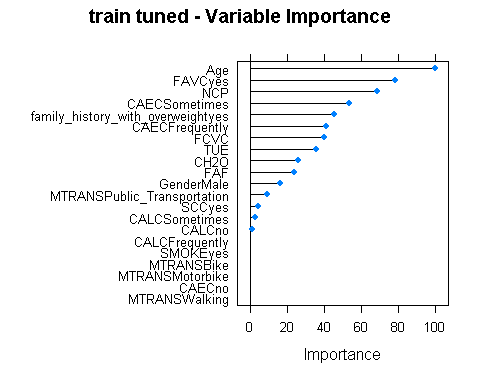 train tuned - Variable Importance
Age
FAVCyes
NCP
CAECSometimes
family_history_with_overweightyes
CAECFrequently
FCVC
TUE
CH2O
FAF
GenderMale
MTRANSPublic_Transportation
SCCyes
CALCSometimes
CALCno
CALCFrequently
SMOKEyes
MTRANSBike
MTRANSMotorbike
CAECno
MTRANSWalking
0 20 40 60 80 100
Importance